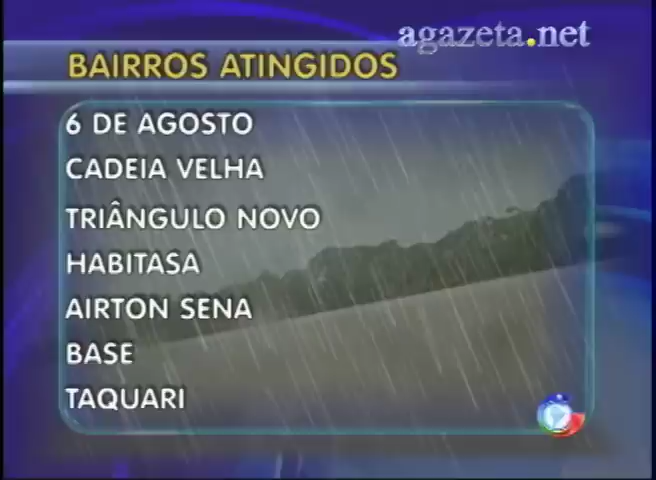 agazeta.net
BAIRROS ATINGIDOS
6 DE AGOSTO
CADEIA VELHA
TRIÂNGULO NOVO
HABITASA
AIRTON SENA
BASE
TAQUARI